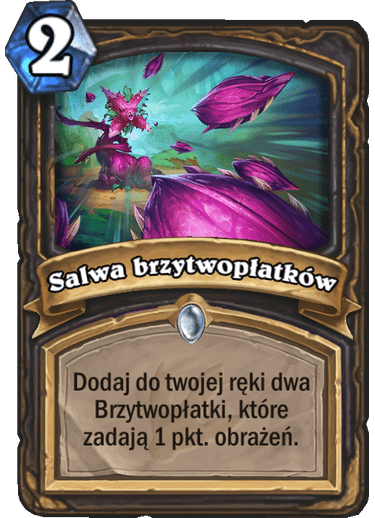 2
Salwa brzytwopłatków
Dodaj do twojej ręki dwa
Brzytwopłatki, które
zadają 1 pkt. obrażeń.